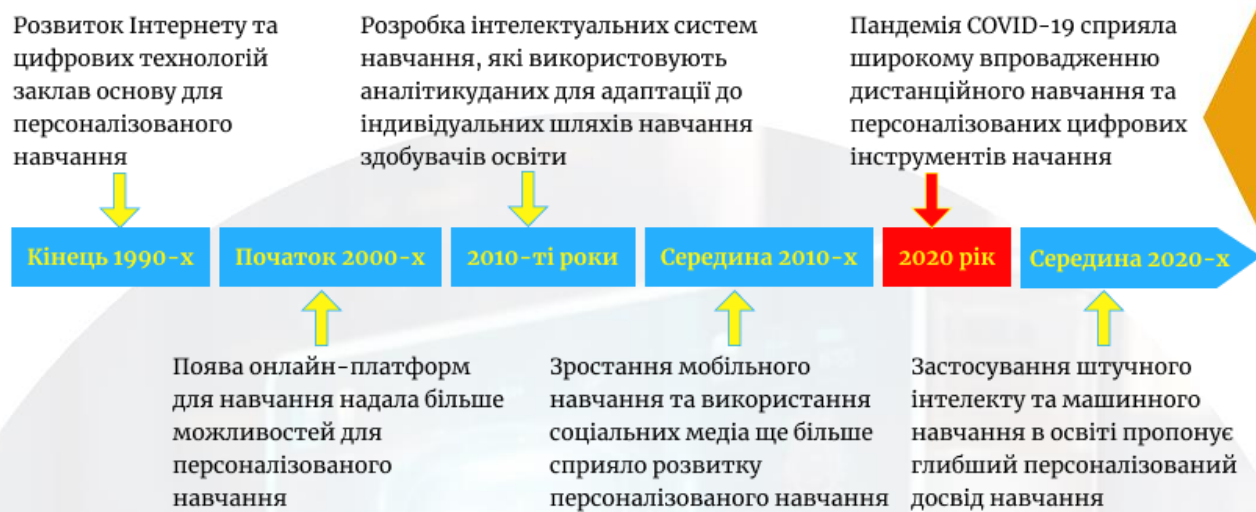 Розвиток Інтернету та
цифрових технологій
заклав основу для
персоналізованого
навчання
Розробка інтелектуальних систем
навчання, які використовують
аналітикуданих для адаптації до
індивідуальних шляхів навчання
здобувачів освіти
Пандемія COVID-19 сприяла
широкому впровадженню
дистанційного навчання та
персоналізованих цифрових
інструментів начання
Кінець 1990-х
Початок 2000-х
2010-ті роки
Середина 2010-х
2020 рік
Середина 2020-х
Поява онлайн-платформ
для навчання надала більше
можливостей для
персоналізованого
навчання
Зростання мобільного
навчання та використання
соціальних медіа ще більше
сприяло розвитку
персоналізованого навчання
Застосування штучного
інтелекту та машинного
навчання в освіті пропонує
глибший персоналізований
досвід навчання